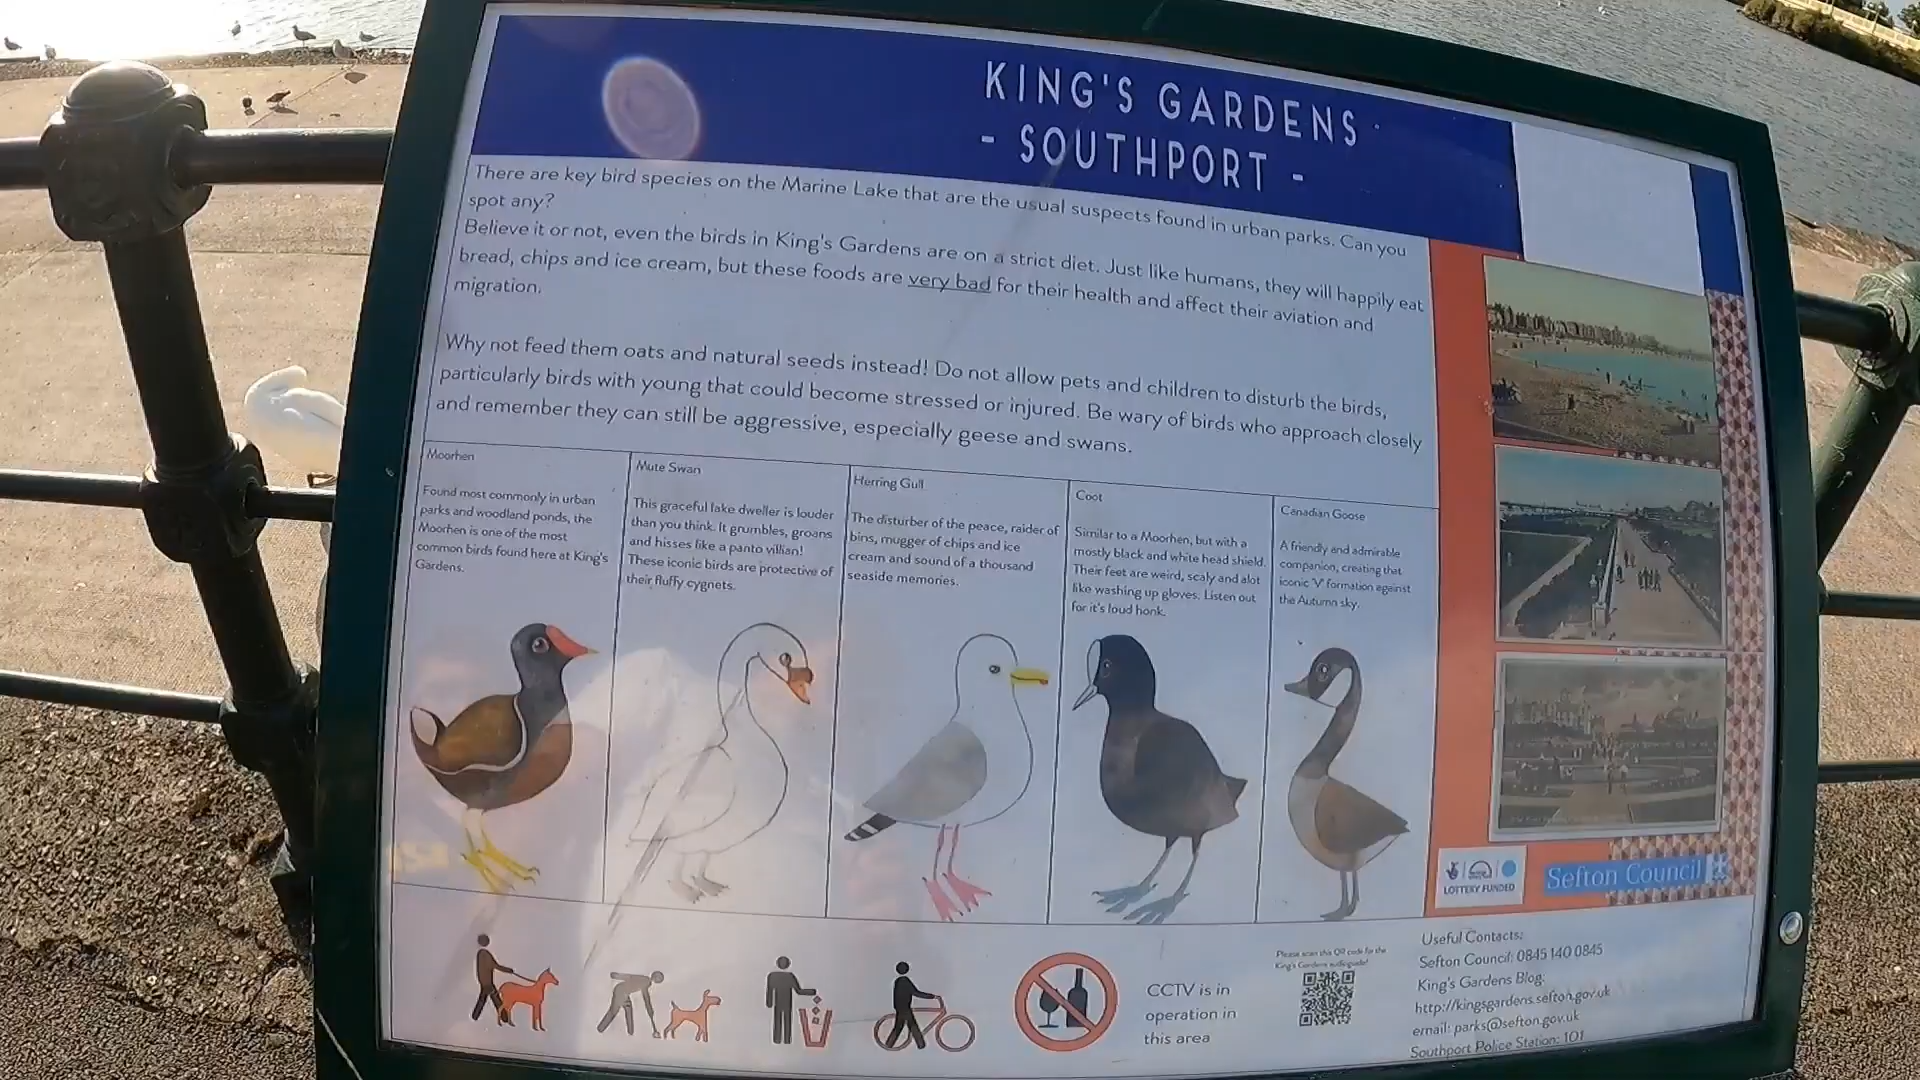 KING'S GARDENS
- SOUTHPORT -
There are key bird species on the Marine Lake that are the usual suspects found in urban parks. Can you
spot any?
Believe it or not, even the birds in King's Gardens are on a strict diet. Just like humans, they will happily eat
bread, chips and ice cream, but these foods are very bad for their health and affect their aviation and
migration.
Why not feed them oats and natural seeds instead! Do not allow pets and children to disturb the birds,
particularly birds with young that could become stressed or injured. Be wary of birds who approach closely
and remember they can still be aggressive, especially geese and swans.
Moorhen
Found most commonly in urban
parks and woodland ponds, the
Moorhen is one of the most
common birds found here at King's
Gardens.
Mute Swan
This graceful lake dweller is louder
than you think. It grumbles, groans
and hisses like a panto villian!
These iconic birds are protective of
their fluffy cygnets.
Herring Gull
The disturber of the peace, raider of
bins, mugger of chips and ice
cream and sound of a thousand
seaside memories.
Coot
Similar to a Moorhen, but with a
mostly black and white head shield.
Their feet are weird, scaly and alot
like washing up gloves. Listen out
for it's loud honk.
Canadian Goose
A friendly and admirable
companion, creating that
iconic 'V' formation against
the Autumn sky.
LOTTERY FUNDED
Sefton Council
CCTV is in
operation in
this area
Please scan this QR code for the
King's Gardens audioguide!
Useful Contacts:
Sefton Council: 0845 140 0845
King's Gardens Blog:
http://kingsgardens.sefton.gov.uk
email: parks@sefton.gov.uk
Southport Police Station: 101